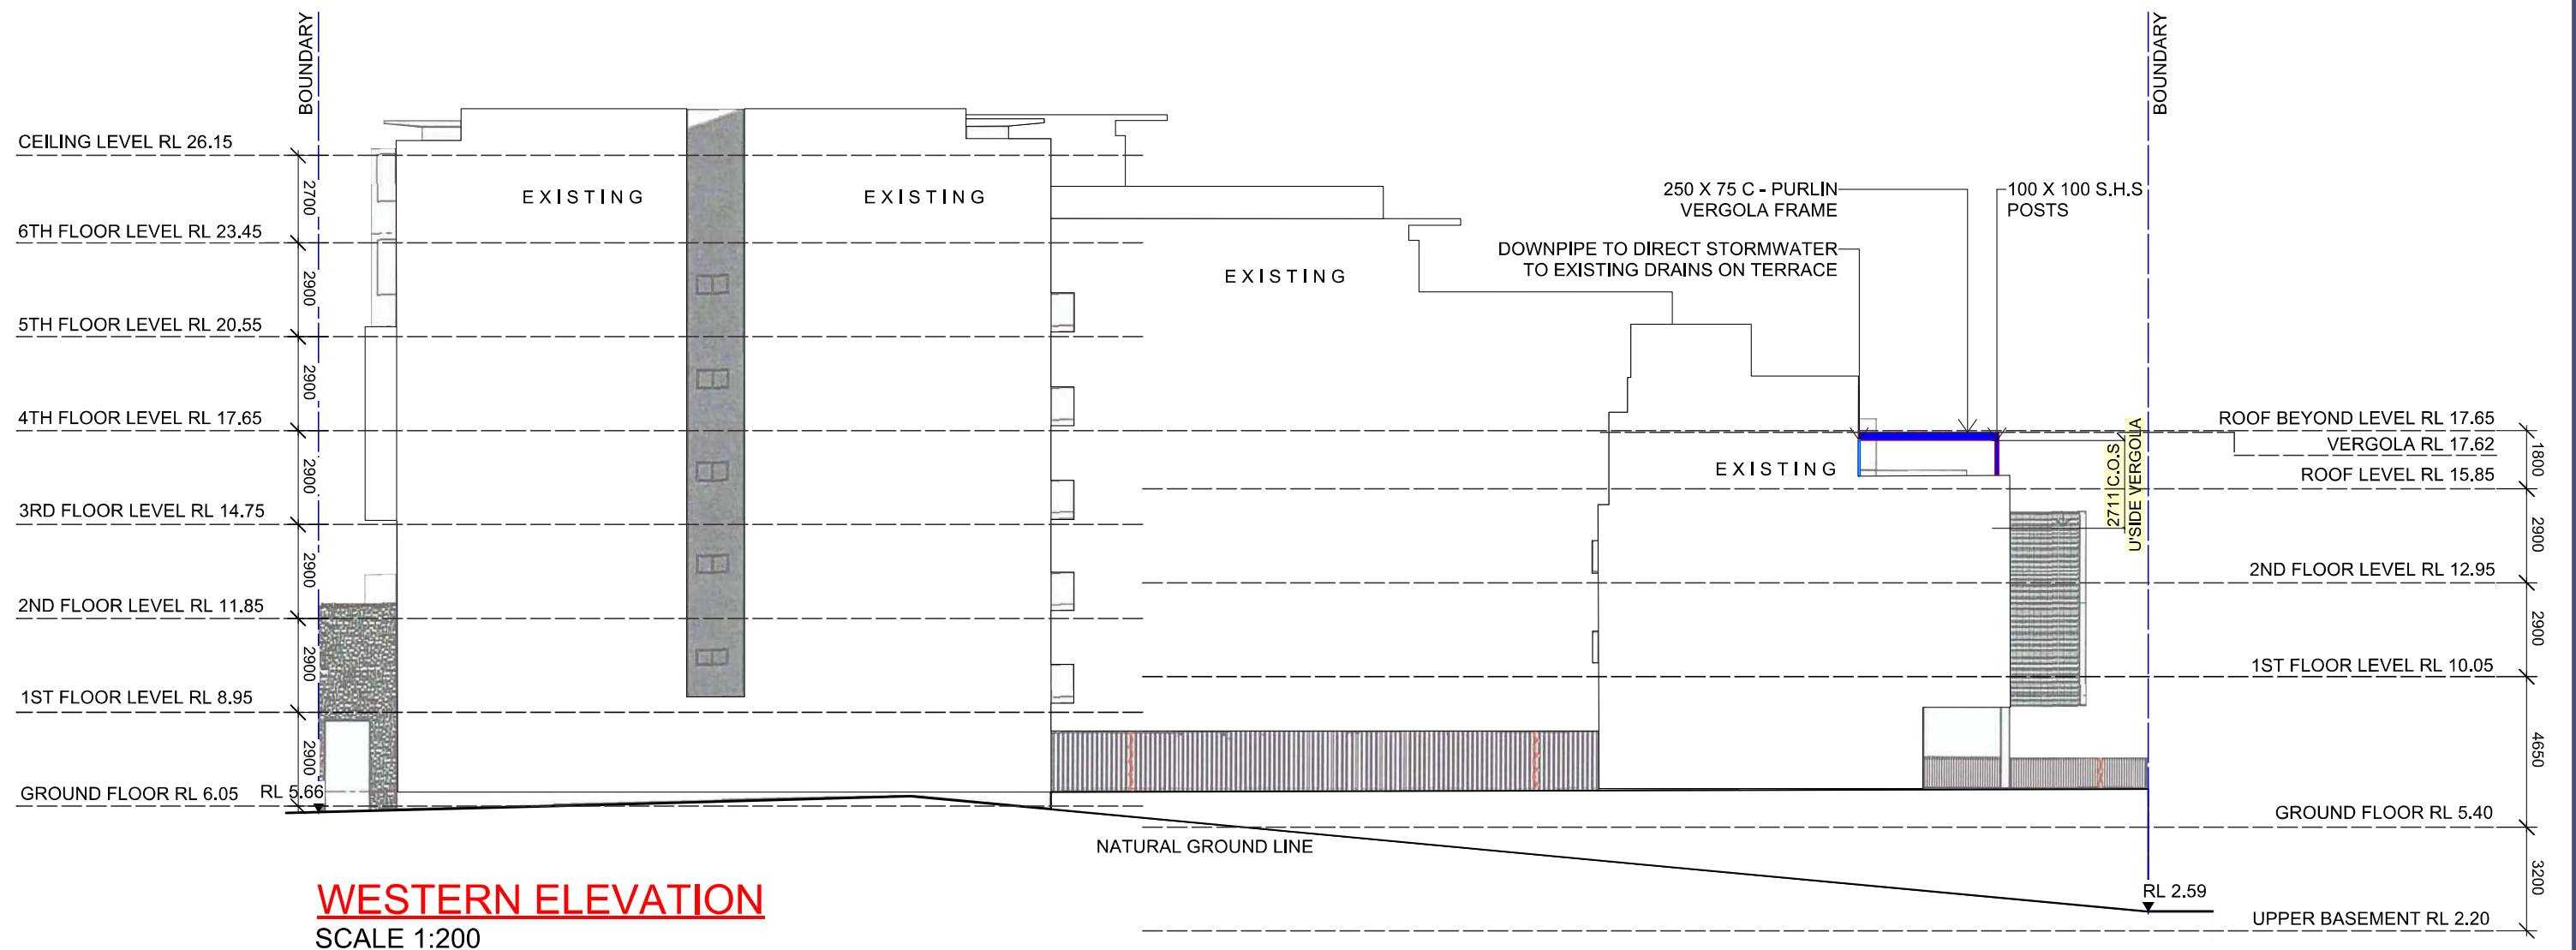 BOUNDARY
BOUNDARY
CEILING LEVEL RL 26.15
2700
EXISTING
EXISTING
250 X 75 C - PURLIN
VERGOLA FRAME
100 X 100 S.H.S
POSTS
6TH FLOOR LEVEL RL 23.45
DOWNPIPE TO DIRECT STORMWATER
TO EXISTING DRAINS ON TERRACE
EXISTING
2900
5TH FLOOR LEVEL RL 20.55
2900
4TH FLOOR LEVEL RL 17.65
ROOF BEYOND LEVEL RL 17.65
VERGOLA RL 17.62
1800
2900
EXISTING
ROOF LEVEL RL 15.85
2711 C.O.S
U'SIDE VERGOLA
3RD FLOOR LEVEL RL 14.75
2900
2900
2ND FLOOR LEVEL RL 12.95
2ND FLOOR LEVEL RL 11.85
2900
2900
1ST FLOOR LEVEL RL 10.05
1ST FLOOR LEVEL RL 8.95
2900
4650
GROUND FLOOR RL 6.05
RL 5.66
GROUND FLOOR RL 5.40
NATURAL GROUND LINE
3200
RL 2.59
UPPER BASEMENT RL 2.20
WESTERN ELEVATION
SCALE 1:200